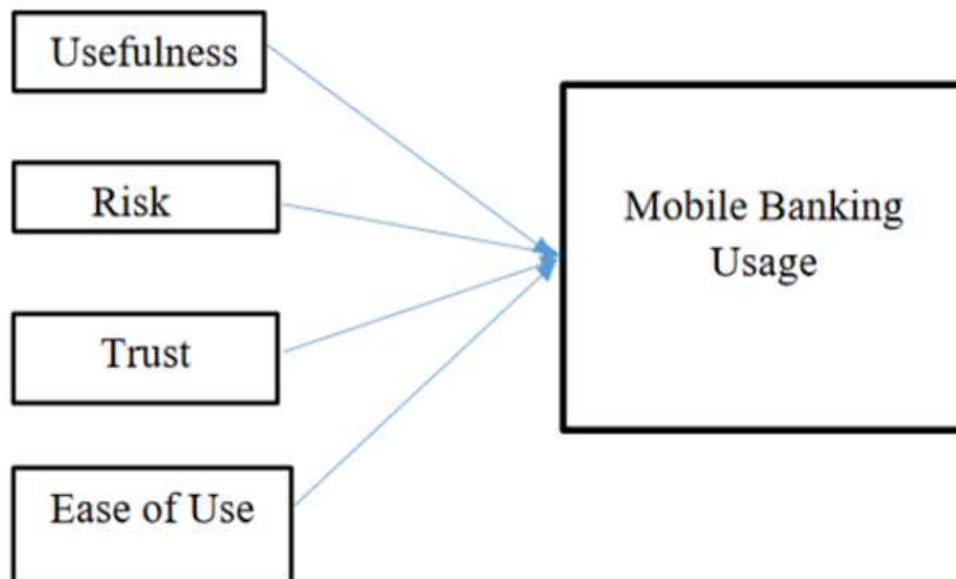 Usefulness
Risk
Trust
Ease of Use
Mobile Banking
Usage